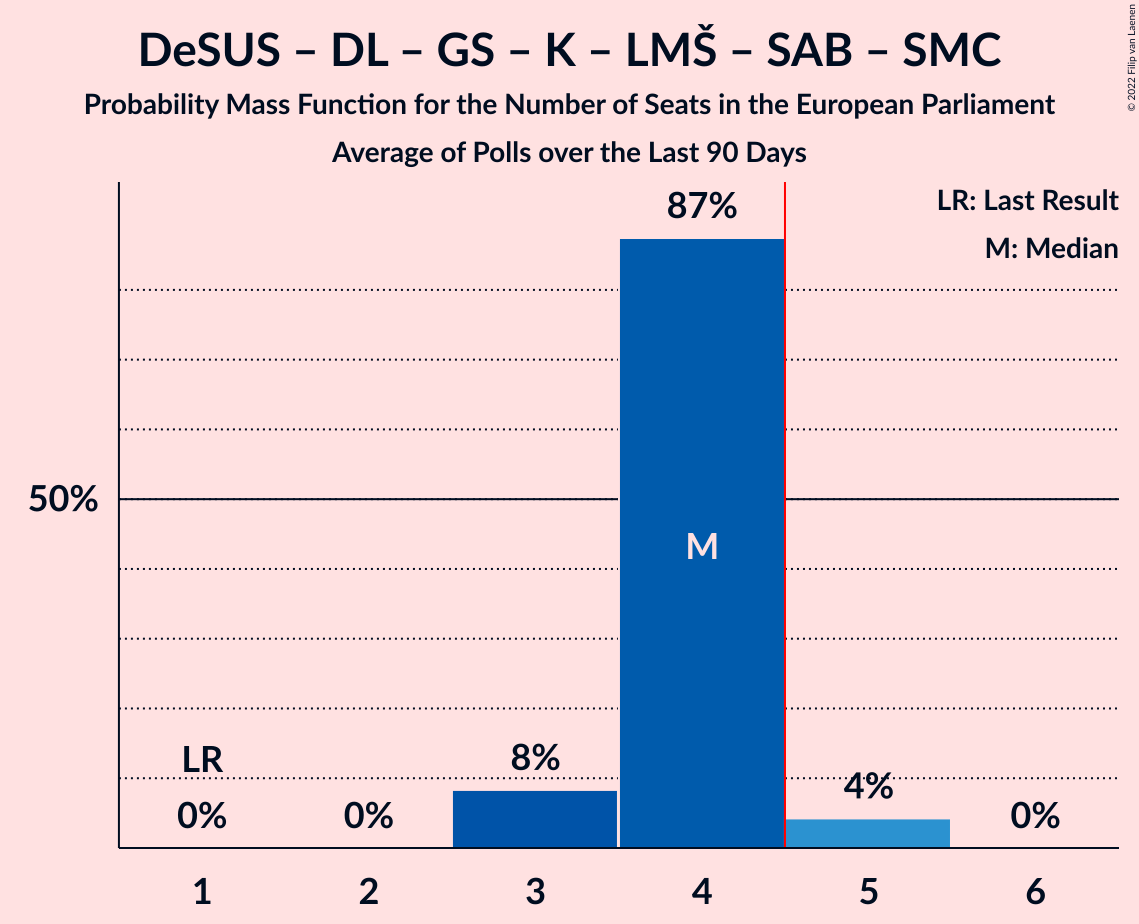 DeSUS – DL – GS – K – LMŠ – SAB – SMC
Probability Mass Function for the Number of Seats in the European Parliament
Average of Polls over the Last 90 Days
© 2022 Filip van Laenen
LR: Last Result
M: Median
87%
50%
M
LR
0%
0%
8%
4%
0%
1
2
3
4
5
6